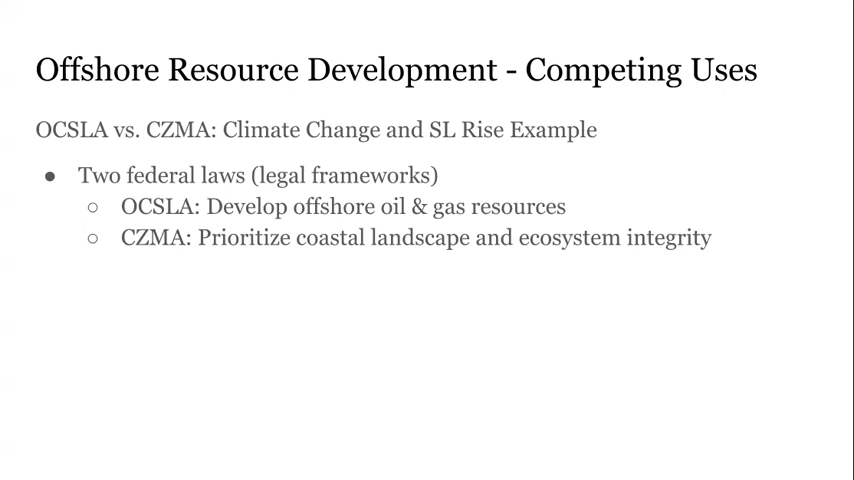 Offshore Resource Development - Competing Uses
OCSLA vs. CZMA: Climate Change and SL Rise Example
● Two federal laws (legal frameworks)
○ OCSLA: Develop offshore oil & gas resources
○ CZMA: Prioritize coastal landscape and ecosystem integrity